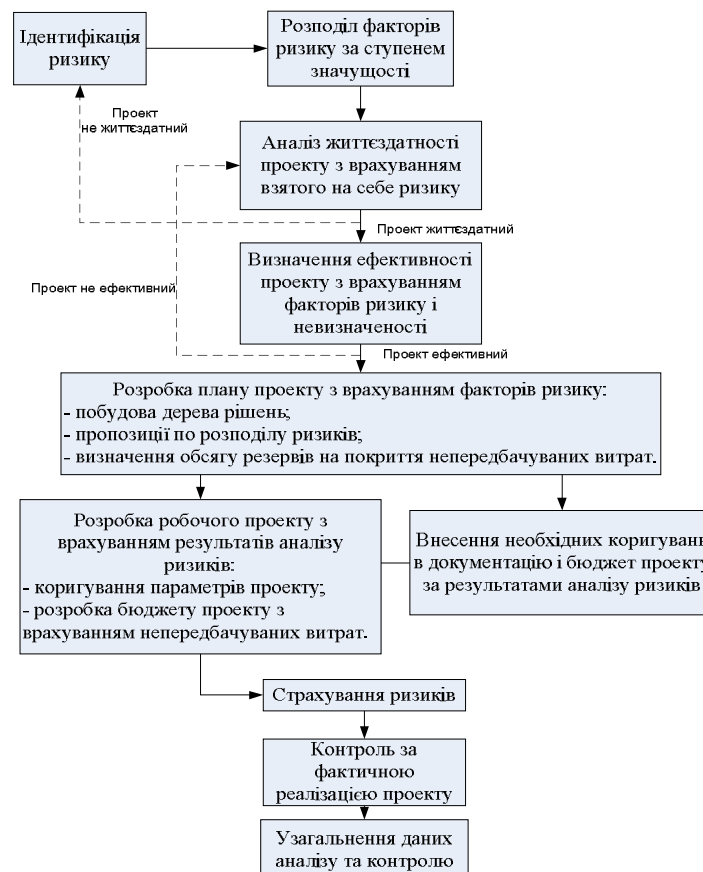 Ідентифікація
ризику
Розподіл факторів
ризику за ступенем
значущості
Проект
не життєздатний
Аналіз життєздатності
проекту з врахуванням
взятого на себе ризику
Проект життєздатний
Визначення ефективності
проекту з врахуванням
факторів ризику і
невизначеності
Проект не ефективний
Проект ефективний
Розробка плану проекту з врахуванням факторів ризику:
- побудова дерева рішень;
- пропозиції по розподілу ризиків;
- визначення обсягу резервів на покриття непередбачуваних витрат.
Розробка робочого проекту з
врахуванням результатів аналізу
ризиків:
- коригування параметрів проекту;
- розробка бюджету проекту з
врахуванням непередбачуваних витрат.
Внесення необхідних коригувань
в документацію і бюджет проекту
за результатами аналізу ризиків
Страхування ризиків
Контроль за
фактичною
реалізацією проекту
Узагальнення даних
аналізу та контролю